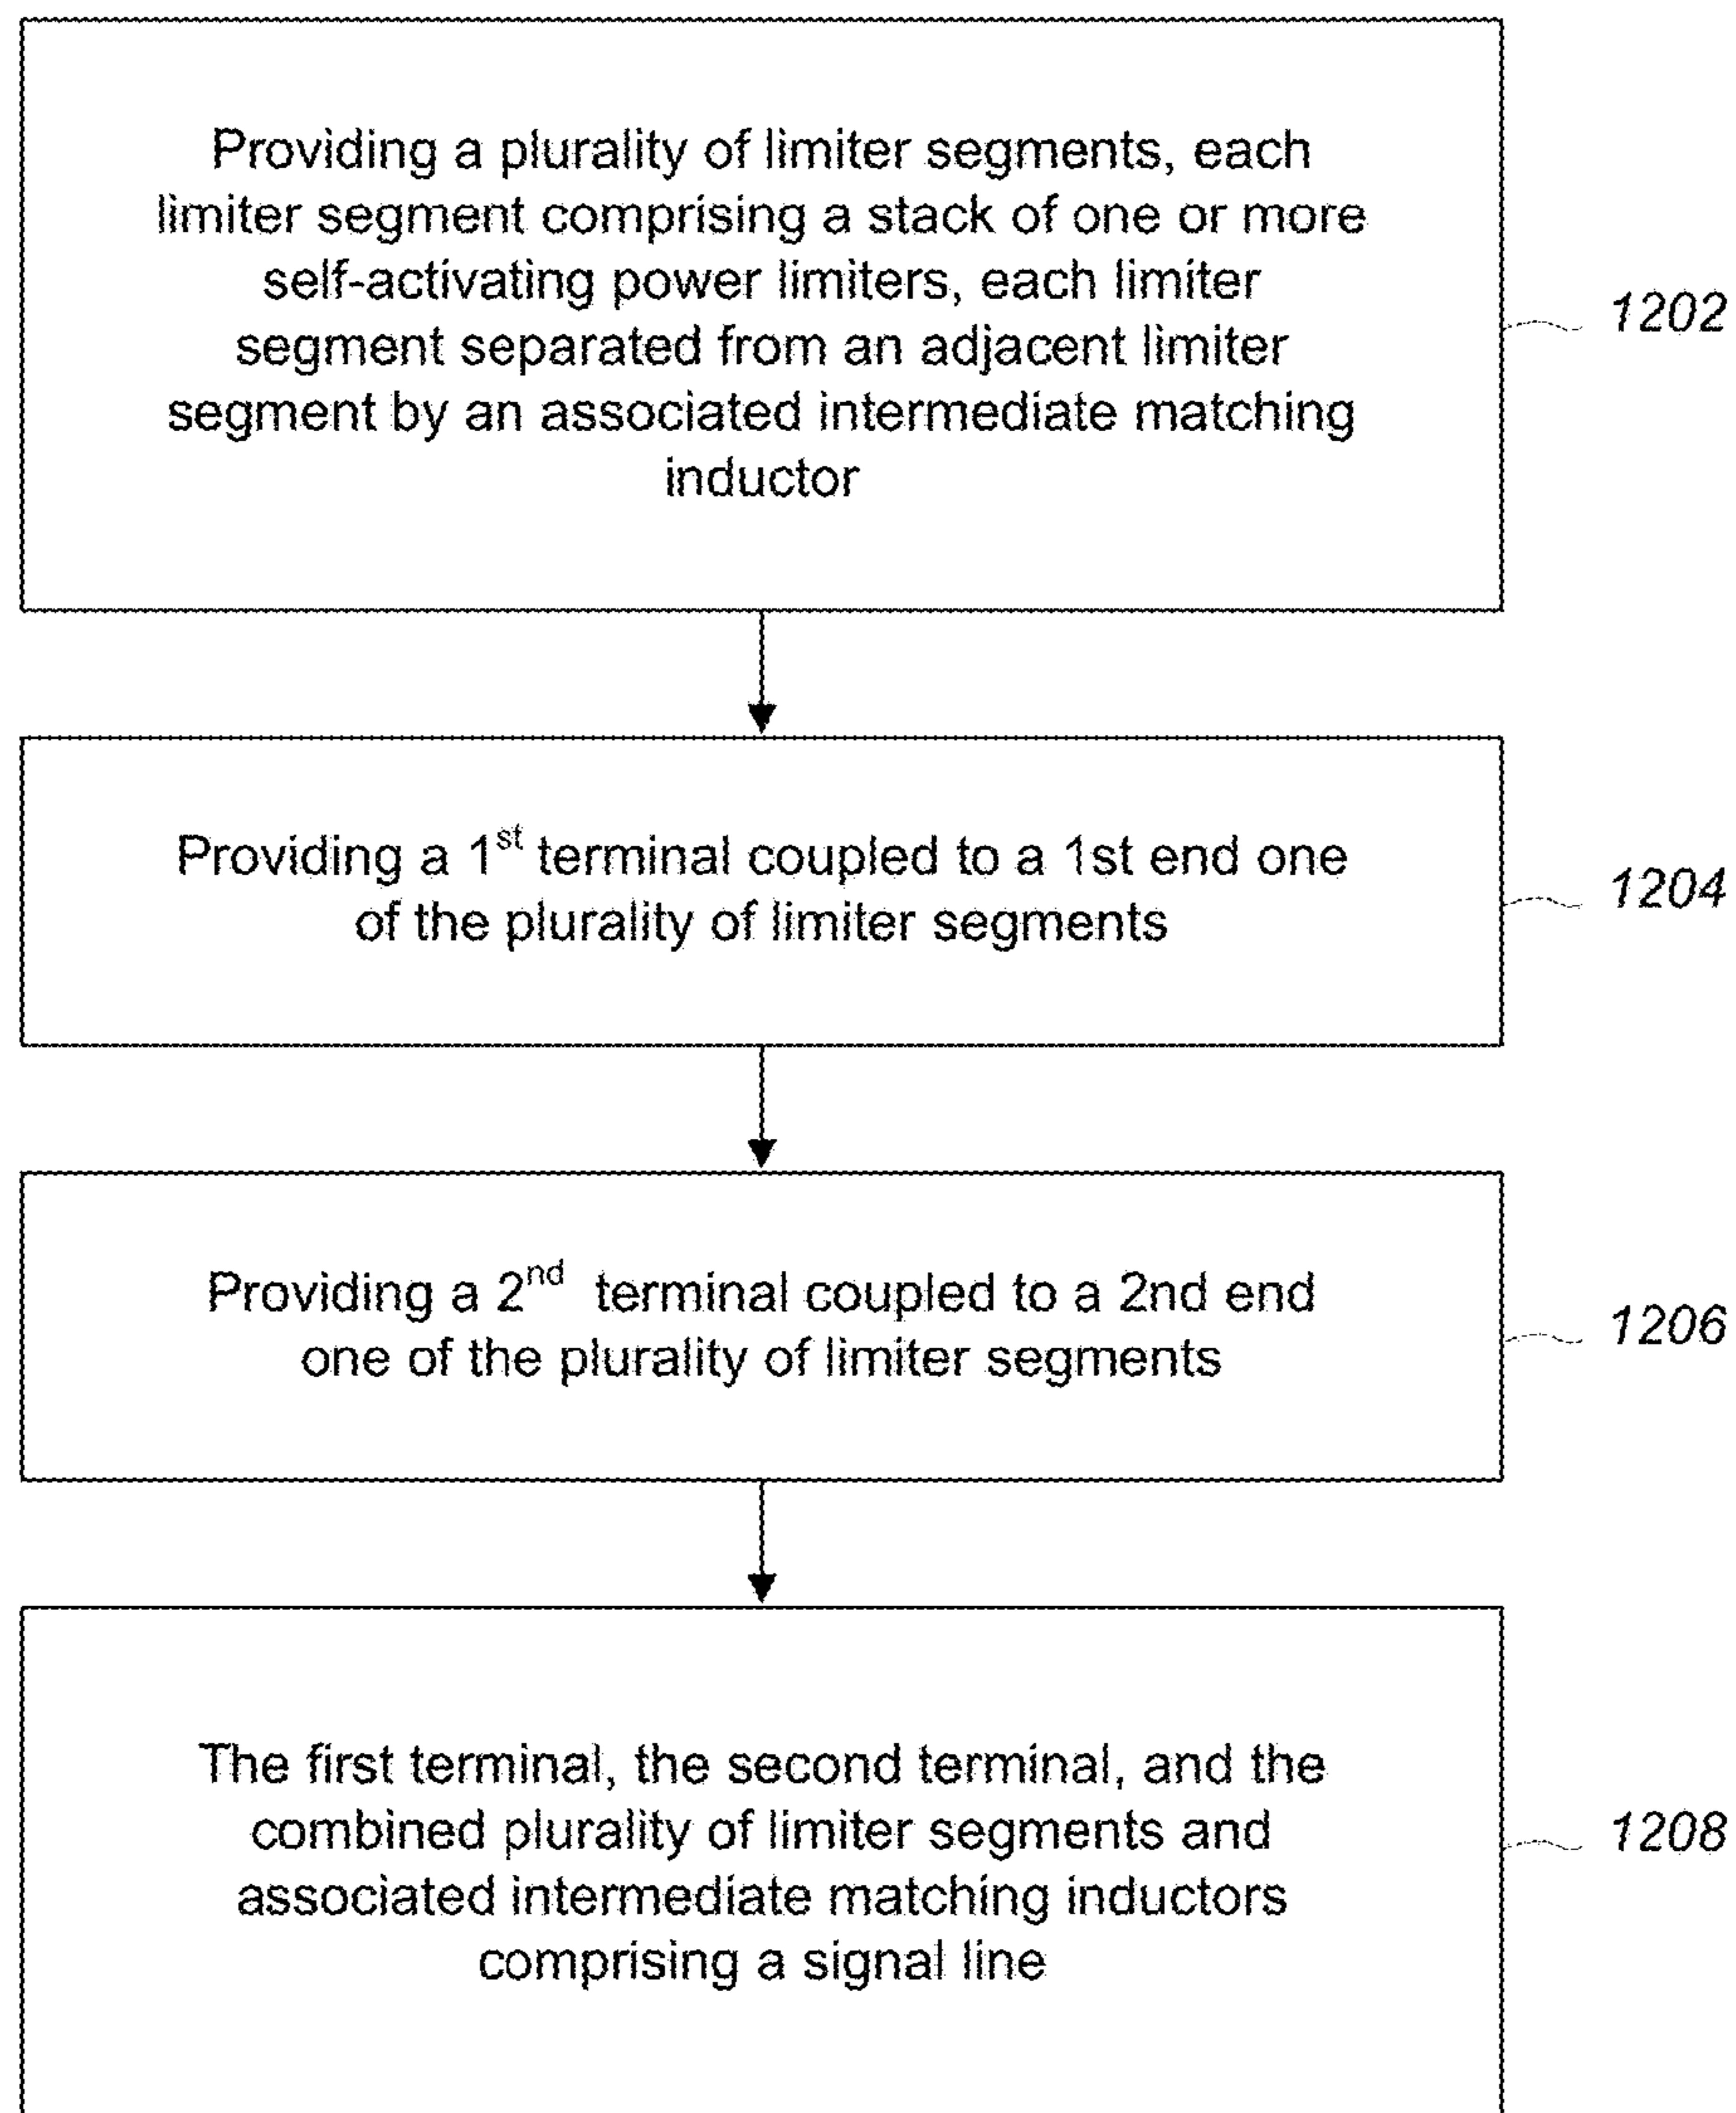 Providing a plurality of limiter segments, each
limiter segment comprising a stack of one or more
self-activating power limiters, each limiter
segment separated from an adjacent limiter
segment by an associated intermediate matching
inductor
1202
Providing a 1st terminal coupled to a 1st end one
of the plurality of limiter segments
1204
Providing a 2nd terminal coupled to a 2nd end
one of the plurality of limiter segments
1206
The first terminal, the second terminal, and the
combined plurality of limiter segments and
associated intermediate matching inductors
comprising a signal line
1208